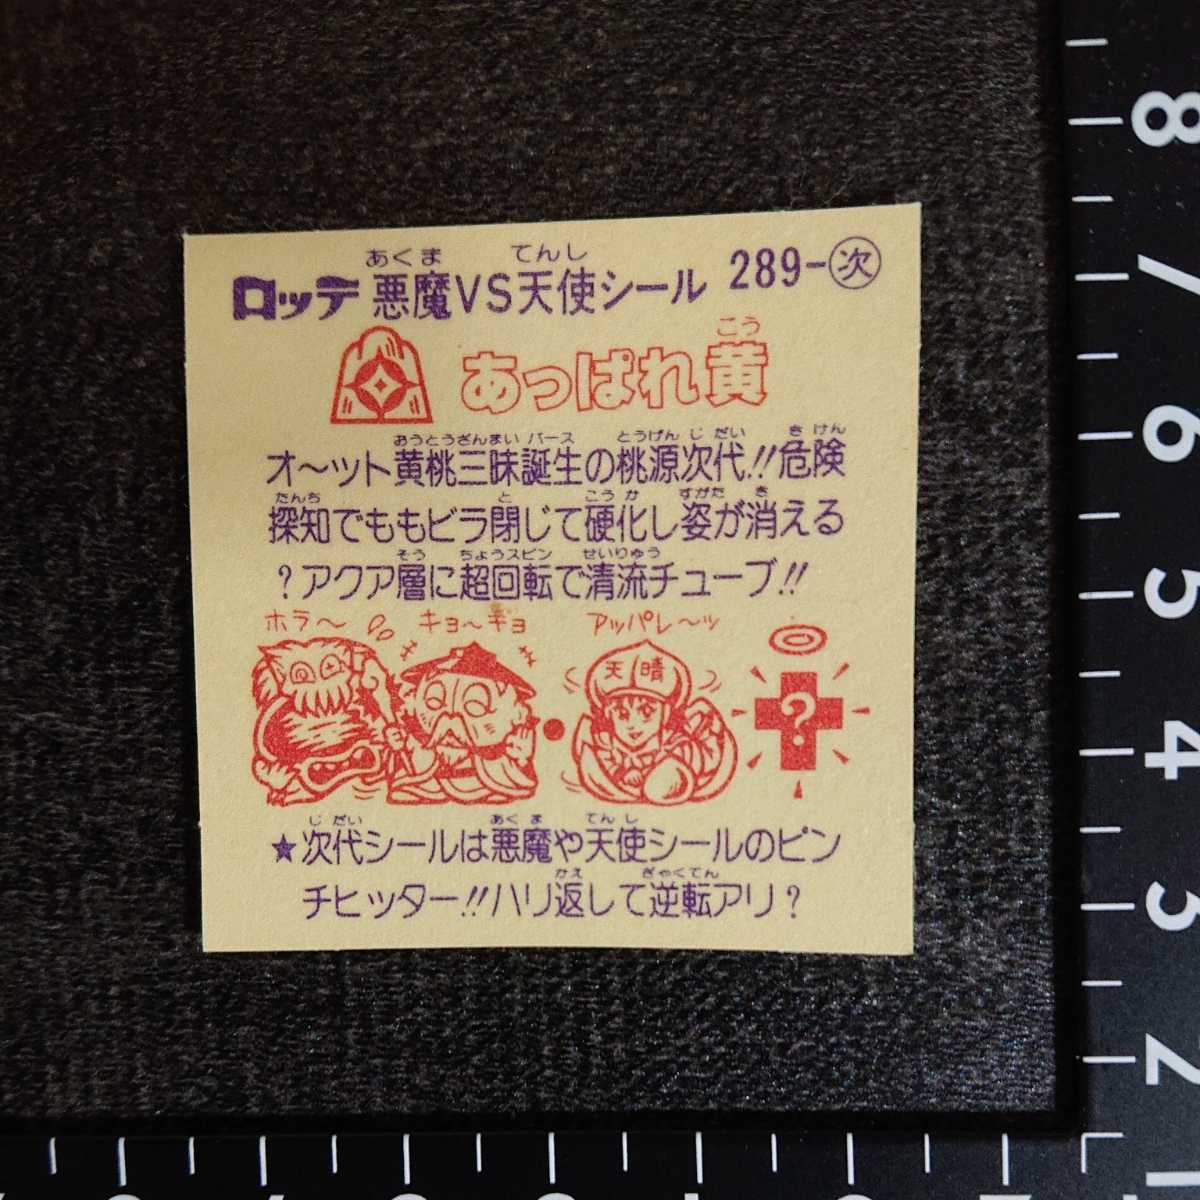 あくま てんし
ロッテ 悪魔VS天使シール 289-次
こう
あっぱれ黄
おうとうざんまい バース とうげん じ だい き けん
オ〜ット黄桃三昧誕生の桃源次代!!危険
たんち と こう か すがた き
探知でももビラ閉じて硬化し姿が消える
そう ちょうスピン せいりゅう
?アクア層に超回転で清流チューブ!!
ホラ〜 キョ〜ギョ アッパレ〜ッ
天晴
?
じ だい あく ま てん し
★次代シールは悪魔や天使シールのピン
かえ ぎゃくてん
チヒッター!!ハリ返して逆転アリ?
8
7
6
5
4
3
2
1